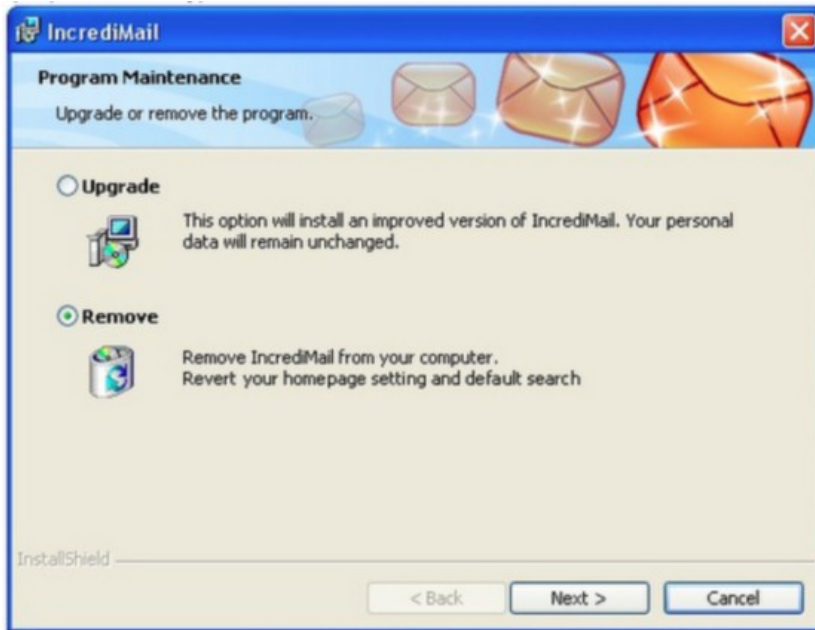 IncrediMail
Program Maintenance
Upgrade or remove the program.
Upgrade
This option will install an improved version of IncrediMail. Your personal
data will remain unchanged.
Remove
Remove IncrediMail from your computer.
Revert your homepage setting and default search
InstallShield
< Back
Next >
Cancel